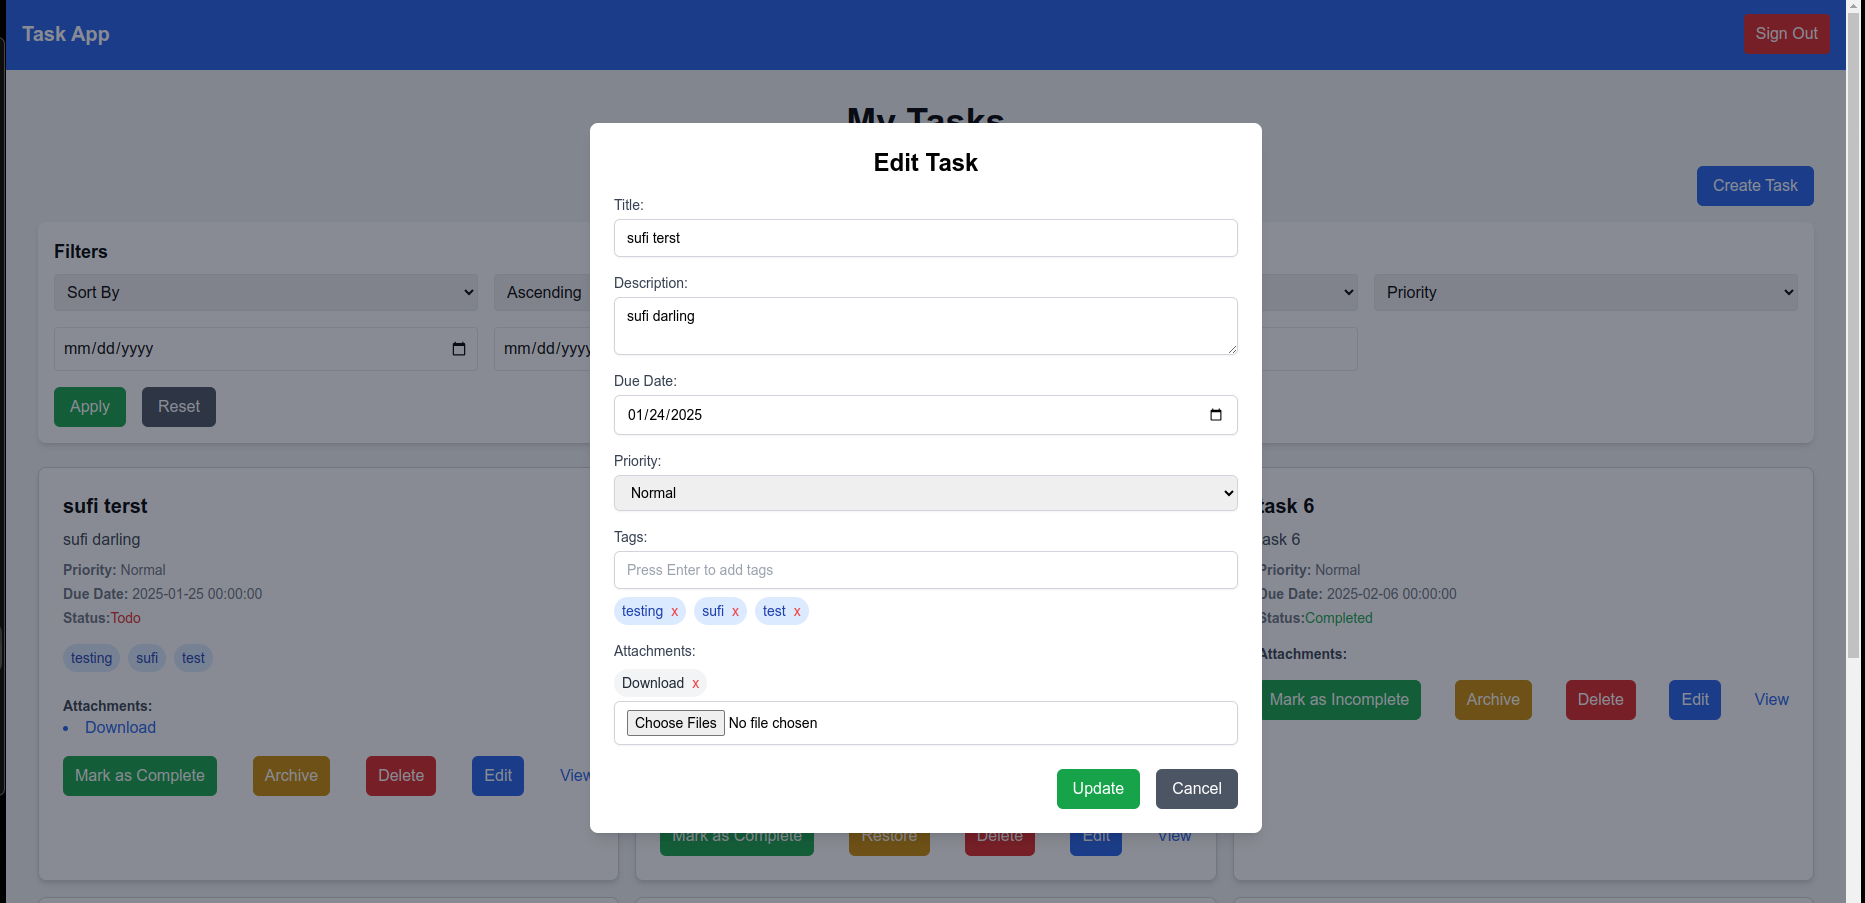 Task App
Sign Out
My Tasks
Create Task
Filters
Sort By
Ascending
Priority
mm/dd/yyyy
mm/dd/yyyy
Apply
Reset
Edit Task
Title:
sufi terst
Description:
sufi darling
Due Date:
01/24/2025
Priority:
Normal
Tags:
Press Enter to add tags
testing x sufi x test x
Attachments:
Download x
Choose Files No file chosen
Update
Cancel
sufi terst
sufi darling
Priority: Normal
Due Date: 2025-01-25 00:00:00
Status:Todo
testing sufi test
Attachments:
• Download
Mark as Complete Archive Delete Edit View
Mark as Complete Restore Delete Edit View
task 6
ask 6
Priority: Normal
Due Date: 2025-02-06 00:00:00
Status:Completed
Attachments:
Mark as Incomplete Archive Delete Edit View